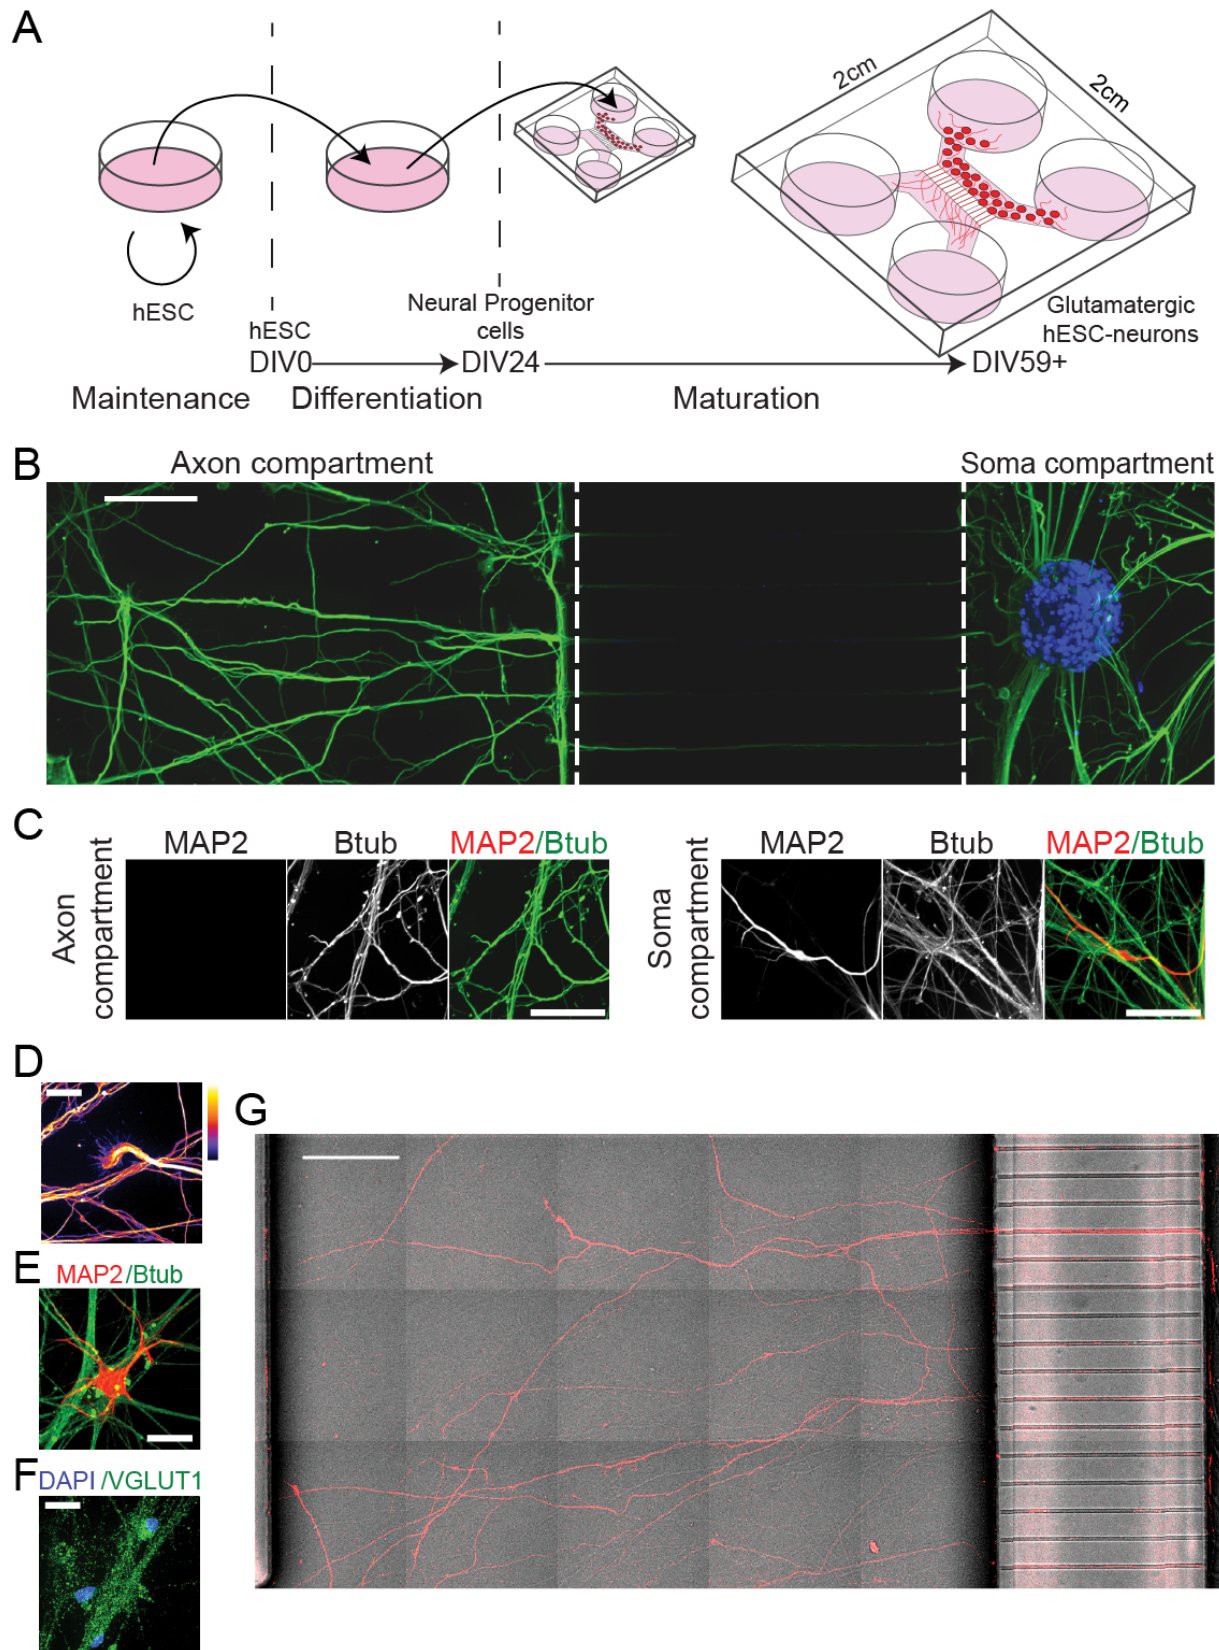 A
2cm
2cm
hESC
hESC
DIV0
Neural Progenitor
cells
DIV24
Glutamatergic
hESC-neurons
DIV59+
Maintenance
Differentiation
Maturation
B
Axon compartment
Soma compartment
C
Axon
compartment
MAP2
Btub
MAP2/Btub
Soma
compartment
MAP2
Btub
MAP2/Btub
D
E
MAP2/Btub
F
DAPI/VGLUT1
G